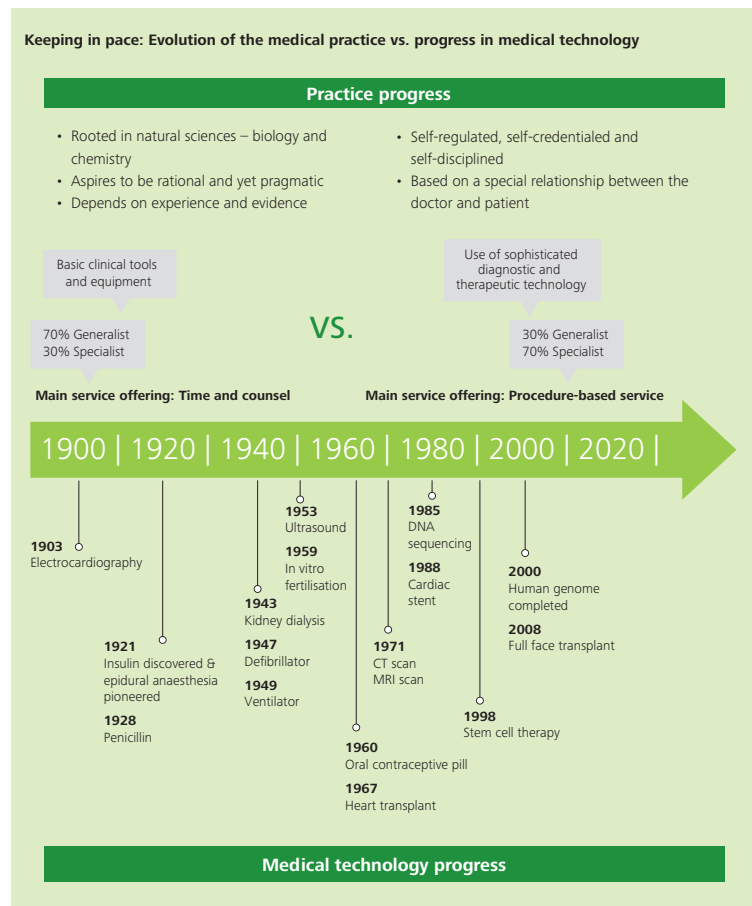 Keeping in pace: Evolution of the medical practice vs. progress in medical technology
Practice progress
• Rooted in natural sciences – biology and
chemistry
• Aspires to be rational and yet pragmatic
• Depends on experience and evidence
• Self-regulated, self-credentialed and
self-disciplined
• Based on a special relationship between the
doctor and patient
Basic clinical tools
and equipment
70% Generalist
30% Specialist
vs.
Use of sophisticated
diagnostic and
therapeutic technology
30% Generalist
70% Specialist
Main service offering: Time and counsel
Main service offering: Procedure-based service
1900 | 1920 | 1940 | 1960 | 1980 | 2000 | 2020 |
1903
Electrocardiography
1921
Insulin discovered &
epidural anaesthesia
pioneered
1928
Penicillin
1943
Kidney dialysis
1947
Defibrillator
1949
Ventilator
1953
Ultrasound
1959
In vitro
fertilisation
1960
Oral contraceptive pill
1967
Heart transplant
1971
CT scan
MRI scan
1985
DNA
sequencing
1988
Cardiac
stent
1998
Stem cell therapy
2000
Human genome
completed
2008
Full face transplant
Medical technology progress